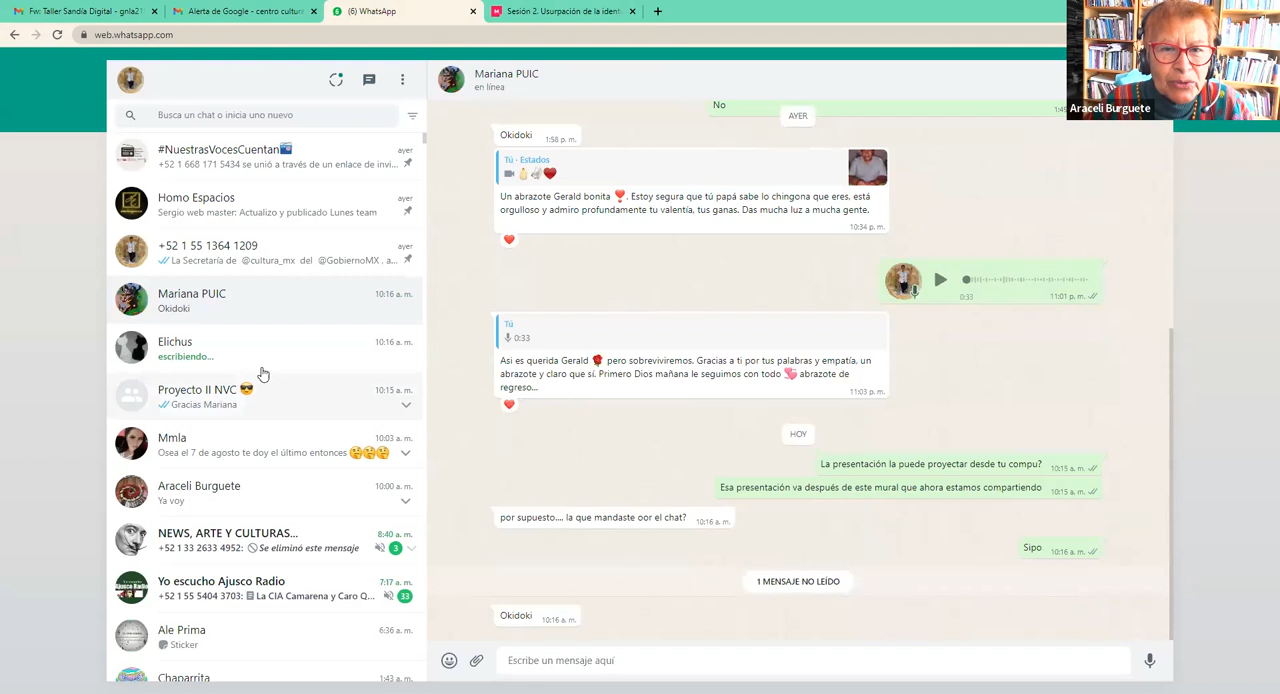 Fw: Taller Sandía Digital - gnla21
Alerta de Google - centro cultura
(6) WhatsApp
Sesión 2. Usurpación de la ident
web.whatsapp.com
Araceli Burguete
Busca un chat o inicia uno nuevo
#NuestrasVocesCuentan
ayer
+52 1 668 171 5434 se unió a través de un enlace de invi...
Homo Espacios
ayer
Sergio web master: Actualizo y publicado Lunes team
+52 1 55 1364 1209
ayer
La Secretaría de @cultura_mx del @GobiernoMX , a...
Mariana PUIC
10:16 a. m.
Okidoki
Elichus
10:16 a. m.
escribiendo...
Proyecto II NVC 😎
10:15 a. m.
Gracias Mariana
Mmla
10:03 a. m.
Osea el 7 de agosto te doy el último entonces 🤔🤔🤔
Araceli Burguete
10:00 a. m.
Ya voy
NEWS, ARTE Y CULTURAS...
8:40 a. m.
+52 1 33 2633 4952: Se eliminó este mensaje
3
Yo escucho Ajusco Radio
7:17 a. m.
+52 1 55 5404 3703: La CIA Camarena y Caro Q...
33
Ale Prima
6:36 a. m.
Sticker
Chaparrita
1:43 a. m.
Mariana PUIC
en línea
No
AYER
Okidoki
1:58 p. m.
Tú · Estados
Un abrazote Gerald bonita ❣️. Estoy segura que tú papá sabe lo chingona que eres, está
orgulloso y admiro profundamente tu valentía, tus ganas. Das mucha luz a mucha gente.
10:34 p. m.
0:33
11:01 p. m.
Tú
0:33
Asi es querida Gerald 🌹 pero sobreviviremos. Gracias a ti por tus palabras y empatía, un
abrazote y claro que sí. Primero Dios mañana le seguimos con todo 💞 abrazote de
regreso...
11:03 p. m.
HOY
La presentación la puede proyectar desde tu compu?
10:15 a. m.
Esa presentación va después de este mural que ahora estamos compartiendo
10:15 a. m.
por supuesto.... la que mandaste oor el chat?
10:16 a. m.
Sipo
10:16 a. m.
1 MENSAJE NO LEÍDO
Okidoki
10:16 a. m.
Escribe un mensaje aquí